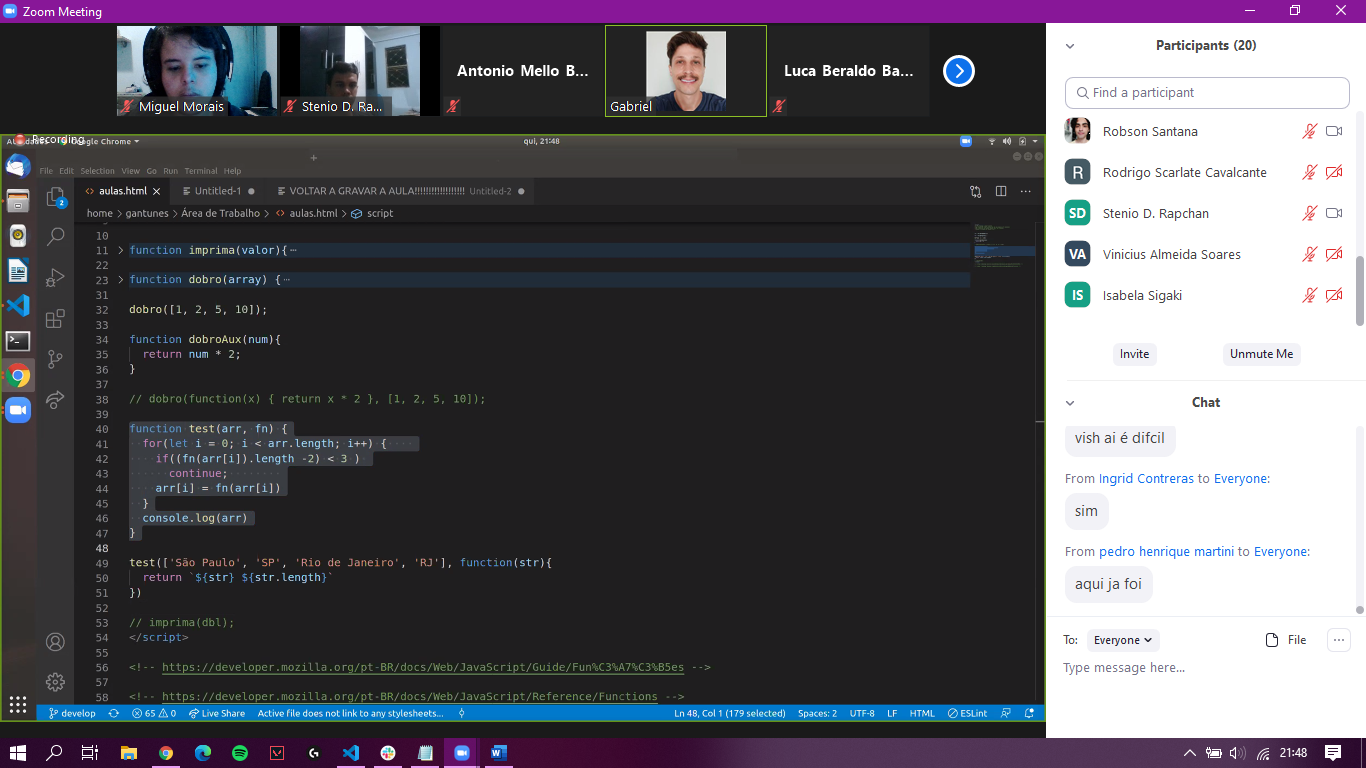 Zoom Meeting
Miguel Morais
Stenio D. Ra...
Antonio Mello B...
Gabriel
Luca Beraldo Ba...
Recording
Google Chrome
qui, 21:48
File Edit Selection View Go Run Terminal Help
aulas.html
Untitled-1
VOLTAR A GRAVAR A AULA!!!!!!!!!!!!!!!!!! Untitled-2
home > gantunes > Área de Trabalho > aulas.html > script
10
11 function imprima(valor){
22
23 function dobro(array) {
31
32 dobro([1, 2, 5, 10]);
33
34 function dobroAux(num){
35 return num * 2;
36 }
37
38 // dobro(function(x) { return x * 2 }, [1, 2, 5, 10]);
39
40 function test(arr, fn) {
41 for(let i = 0; i < arr.length; i++) {
42 if((fn(arr[i]).length -2) < 3 )
43 continue;
44 arr[i] = fn(arr[i])
45 }
46 console.log(arr)
47 }
48
49 test(['São Paulo', 'SP', 'Rio de Janeiro', 'RJ'], function(str){
50 return `${str} ${str.length}`
51 })
52
53 // imprima(dbl);
54 </script>
55
56 <!-- https://developer.mozilla.org/pt-BR/docs/Web/JavaScript/Guide/Fun%C3%A7%C3%B5es -->
57
58 <!-- https://developer.mozilla.org/pt-BR/docs/Web/JavaScript/Reference/Functions -->
2
develop
65 0
Live Share
Active file does not link to any stylesheets...
Ln 48, Col 1 (179 selected)
Spaces: 2
UTF-8
LF
HTML
ESLint
Participants (20)
Find a participant
Robson Santana
R Rodrigo Scarlate Cavalcante
SD Stenio D. Rapchan
VA Vinicius Almeida Soares
IS Isabela Sigaki
Invite
Unmute Me
Chat
vish ai é difcil
From Ingrid Contreras to Everyone:
sim
From pedro henrique martini to Everyone:
aqui ja foi
To: Everyone
File
Type message here...
21:48